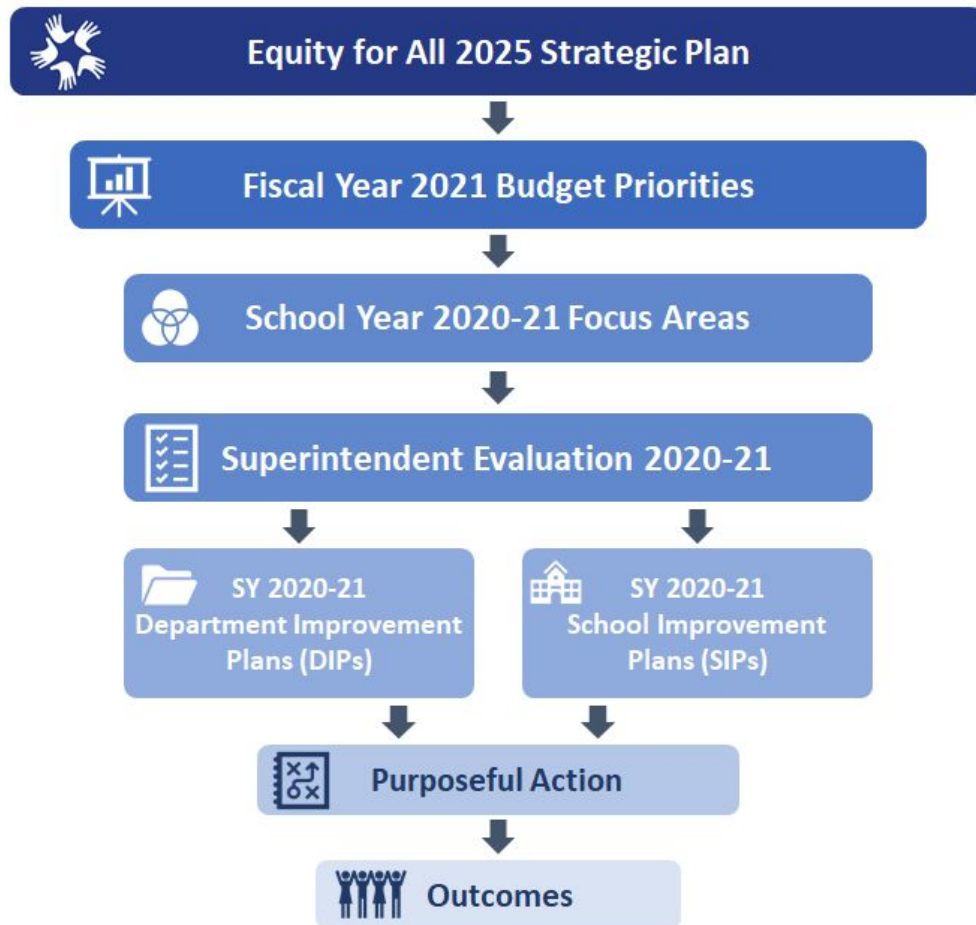 Equity for All 2025 Strategic Plan
Fiscal Year 2021 Budget Priorities
School Year 2020-21 Focus Areas
Superintendent Evaluation 2020-21
SY 2020-21
Department Improvement
Plans (DIPs)
SY 2020-21
School Improvement
Plans (SIPs)
Purposeful Action
Outcomes